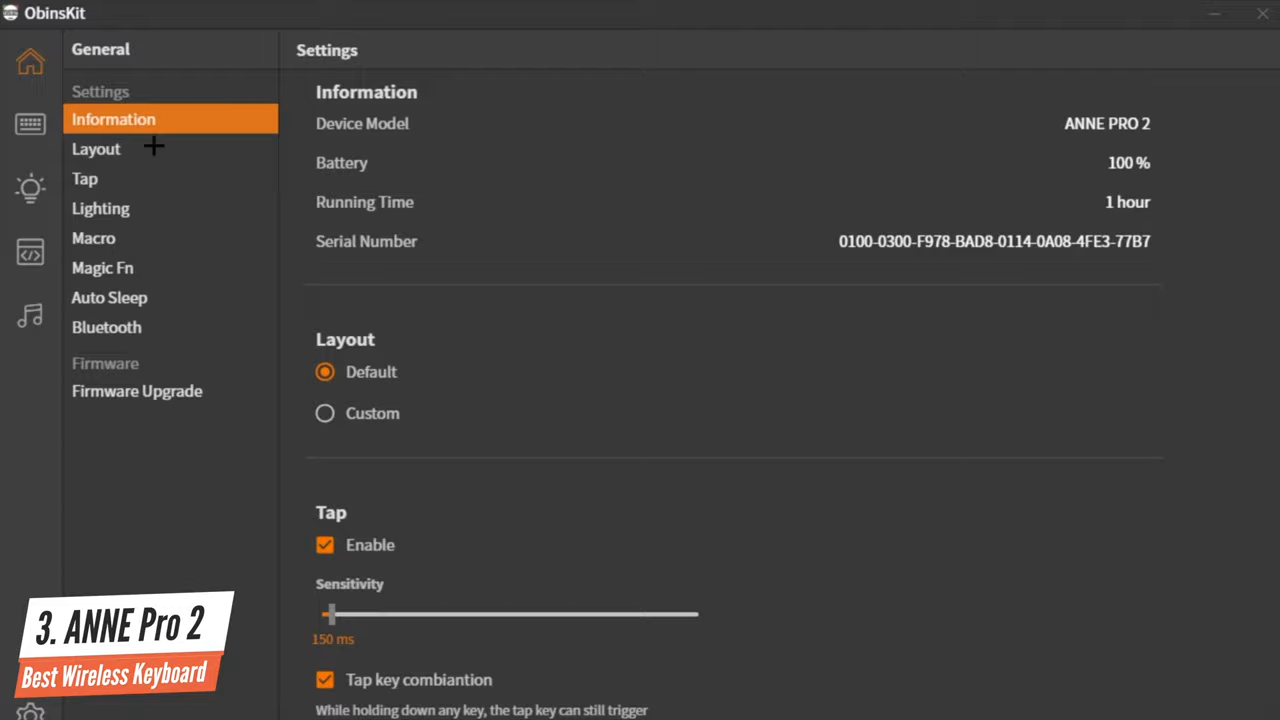 ObinsKit
General
Settings
Information
Layout
Tap
Lighting
Macro
Magic Fn
Auto Sleep
Bluetooth
Firmware
Firmware Upgrade
Settings
Information
Device Model ANNE PRO 2
Battery 100 %
Running Time 1 hour
Serial Number 0100-0300-F978-BAD8-0114-0A08-4FE3-77B7
Layout
Default
Custom
Tap
Enable
Sensitivity
150 ms
Tap key combiantion
While holding down any key, the tap key can still trigger
3. ANNE Pro 2
Best Wireless Keyboard